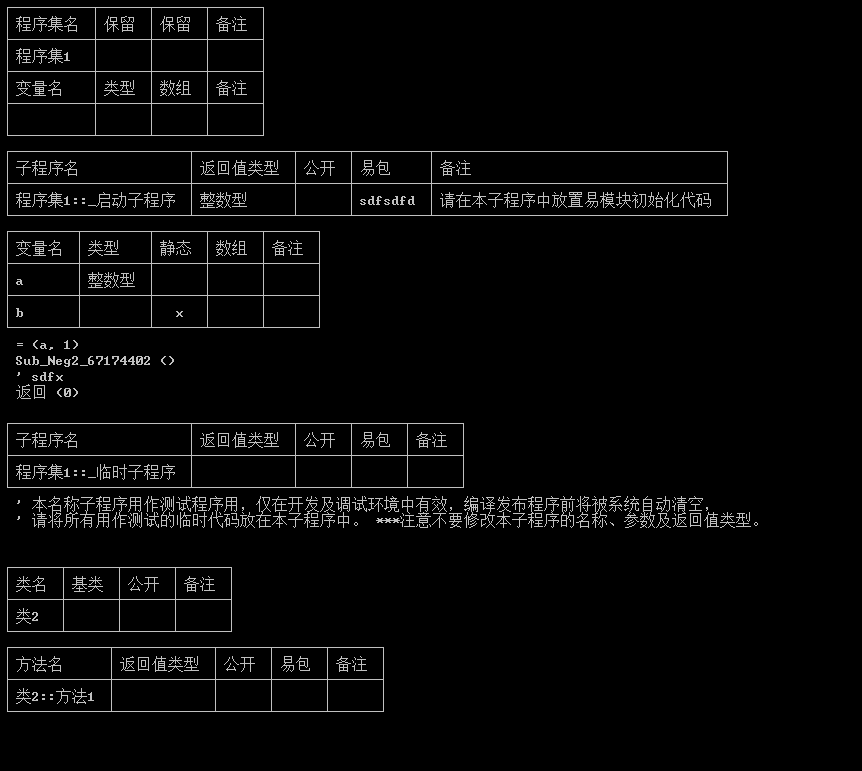 程序集名 保留 保留 备注
程序集1
变量名 类型 数组 备注
子程序名 返回值类型 公开 易包 备注
程序集1::_启动子程序 整数型 sdfsdfd 请在本子程序中放置易模块初始化代码
变量名 类型 静态 数组 备注
a 整数型
b x
= (a, 1)
Sub_Neg2_67174402 ()
' sdfx
返回 (0)
子程序名 返回值类型 公开 易包 备注
程序集1::_临时子程序
' 本名称子程序用作测试程序用，仅在开发及调试环境中有效，编译发布程序前将被系统自动清空，
' 请将所有用作测试的临时代码放在本子程序中。 ***注意不要修改本子程序的名称、参数及返回值类型。
类名 基类 公开 备注
类2
方法名 返回值类型 公开 易包 备注
类2::方法1